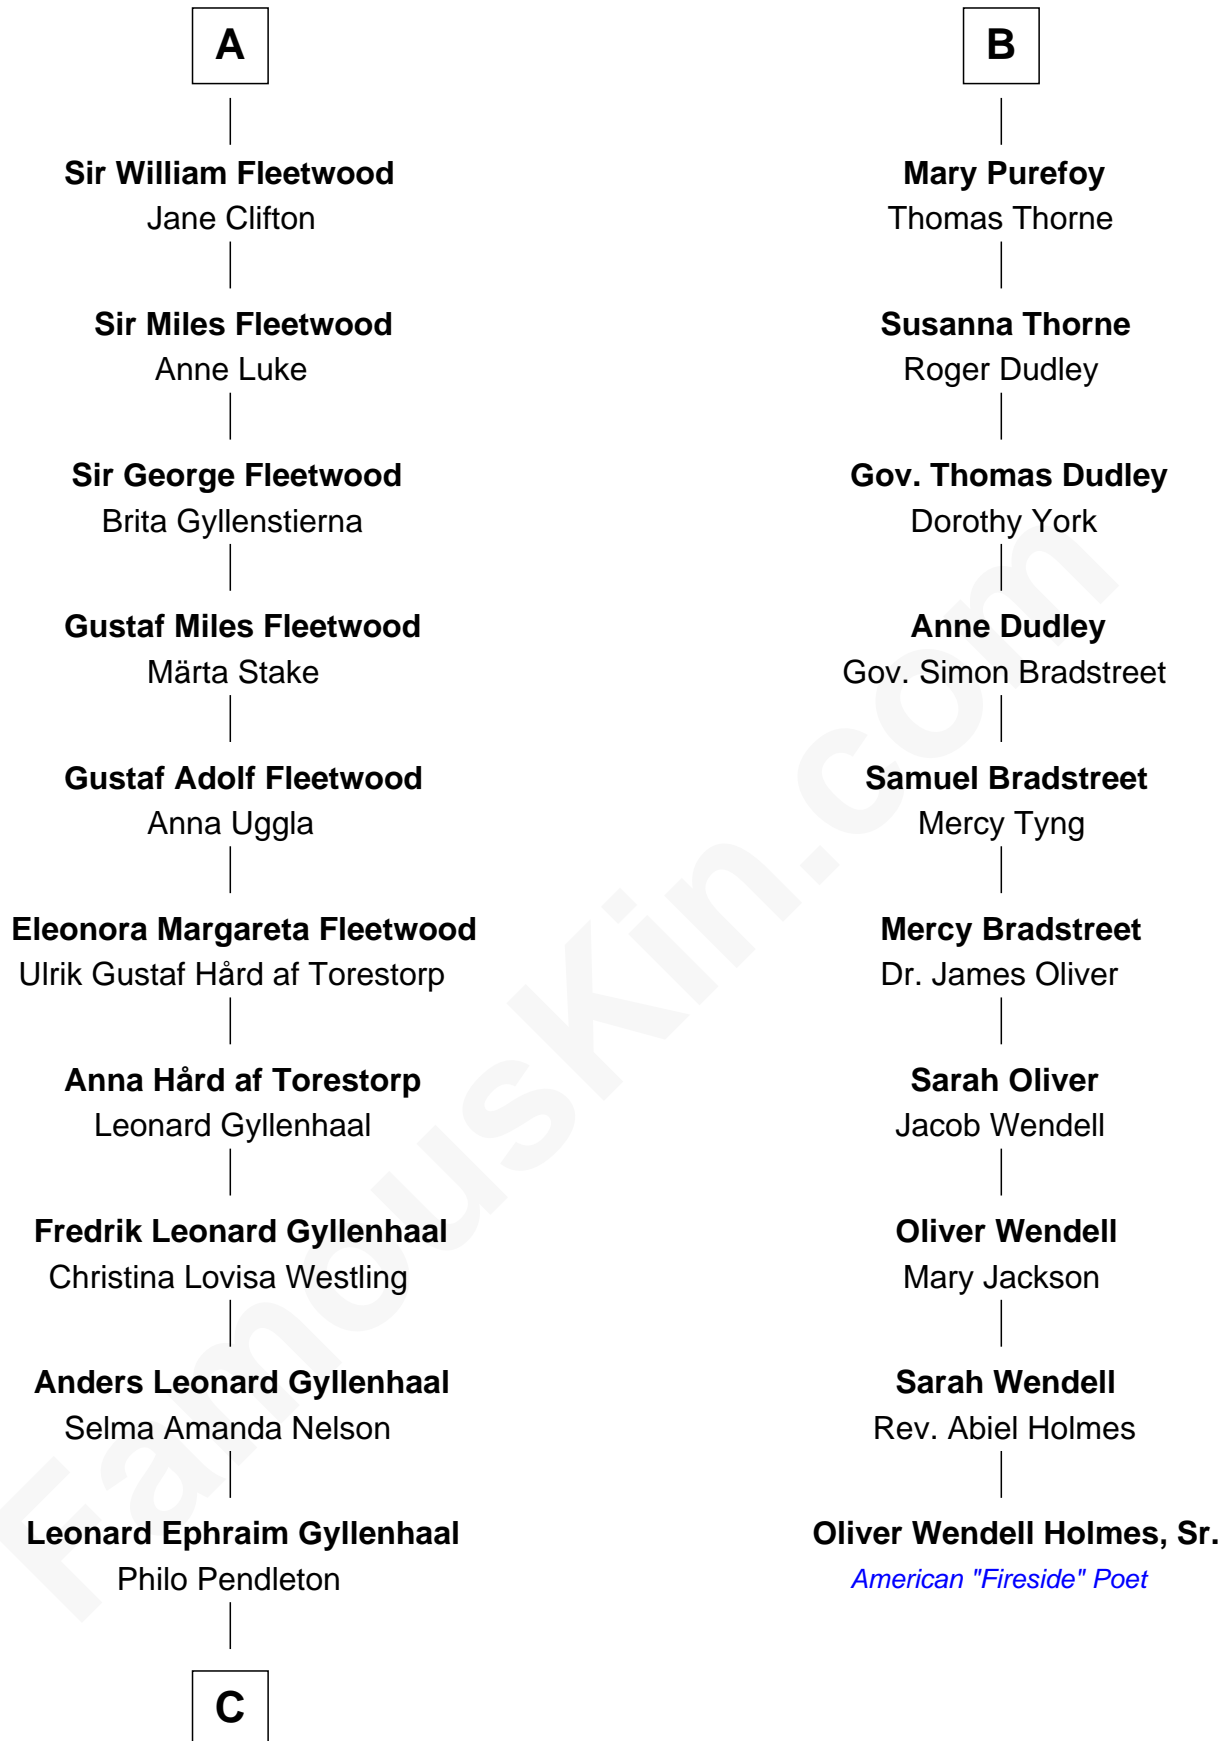 A
Sir William Fleetwood
Jane Clifton
Sir Miles Fleetwood
Anne Luke
Sir George Fleetwood
Brita Gyllenstierna
Gustaf Miles Fleetwood
Märta Stake
Gustaf Adolf Fleetwood
Anna Uggla
Eleonora Margareta Fleetwood
Ulrik Gustaf Hård af Torestorp
Anna Hård af Torestorp
Leonard Gyllenhaal
Fredrik Leonard Gyllenhaal
Christina Lovisa Westling
Anders Leonard Gyllenhaal
Selma Amanda Nelson
Leonard Ephraim Gyllenhaal
Philo Pendleton
C
B
Mary Purefoy
Thomas Thorne
Susanna Thorne
Roger Dudley
Gov. Thomas Dudley
Dorothy York
Anne Dudley
Gov. Simon Bradstreet
Samuel Bradstreet
Mercy Tyng
Mercy Bradstreet
Dr. James Oliver
Sarah Oliver
Jacob Wendell
Oliver Wendell
Mary Jackson
Sarah Wendell
Rev. Abiel Holmes
Oliver Wendell Holmes, Sr.
American "Fireside" Poet
FamousKin.com